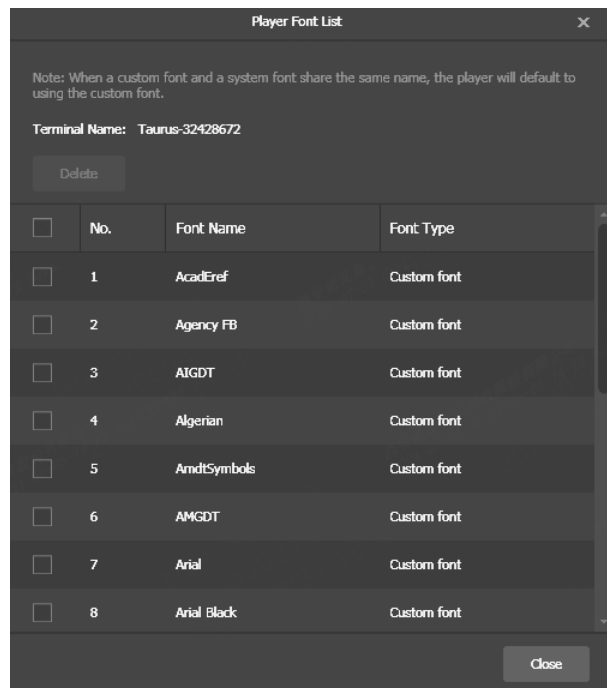 Player Font List
Note: When a custom font and a system font share the same name, the player will default to
using the custom font.
Terminal Name: Taurus-32428672
Delete
No. Font Name Font Type
1 AcadEref Custom font
2 Agency FB Custom font
3 AIGDT Custom font
4 Algerian Custom font
5 AmdtSymbols Custom font
6 AMGDT Custom font
7 Arial Custom font
8 Arial Black Custom font
Close